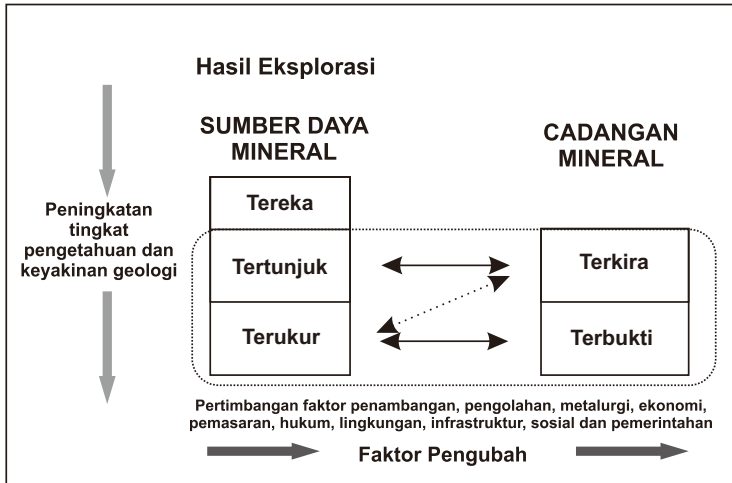 Hasil Eksplorasi
SUMBER DAYA
MINERAL
CADANGAN
MINERAL
Peningkatan
tingkat
pengetahuan dan
keyakinan geologi
Tereka
Tertunjuk
Terukur
Terkira
Terbukti
Pertimbangan faktor penambangan, pengolahan, metalurgi, ekonomi,
pemasaran, hukum, lingkungan, infrastruktur, sosial dan pemerintahan
Faktor Pengubah